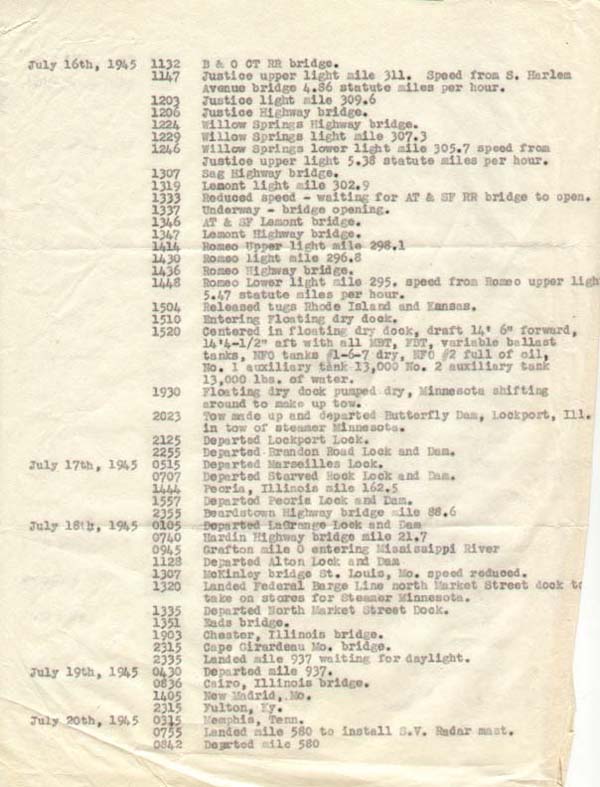 July 16th, 1945 1132 B & O CT RR bridge.
1147 Justice upper light mile 311. Speed from S. Harlem
Avenue bridge 4.86 statute miles per hour.
1203 Justice light mile 309.6
1206 Justice Highway bridge.
1224 Willow Springs Highway bridge.
1229 Willow Springs light mile 307.3
1246 Willow Springs lower light mile 305.7 speed from
Justice upper light 5.38 statute miles per hour.
1307 Sag Highway bridge.
1319 Lemont light mile 302.9
1333 Reduced speed - waiting for AT & SF RR bridge to open.
1337 Underway - bridge opening.
1346 AT & SF Lemont bridge.
1347 Lemont Highway bridge.
1414 Romeo Upper light mile 298.1
1430 Romeo light mile 296.8
1436 Romeo Highway bridge.
1448 Romeo Lower light mile 295. speed from Romeo upper light
5.47 statute miles per hour.
1504 Released tugs Rhode Island and Kansas.
1510 Entering Floating dry dock.
1520 Centered in floating dry dock, draft 14' 6" forward,
14'4-1/2" aft with all MBT, FBT, variable ballast
tanks, NFO tanks #1-6-7 dry, NFO #2 full of oil,
No. 1 auxiliary tank 13,000 No. 2 auxiliary tank
13,000 lbs. of water.
1930 Floating dry dock pumped dry, Minnesota shifting
around to make up tow.
2023 Tow made up and departed Butterfly Dam, Lockport, Ill.
in tow of steamer Minnesota.
2125 Departed Lockport Lock.
2255 Departed Brandon Road Lock and Dam.
July 17th, 1945 0515 Departed Marseilles Lock.
0707 Departed Starved Rock Lock and Dam.
1444 Peoria, Illinois mile 162.5
1557 Departed Peoria Lock and Dam.
2355 Beardstown Highway bridge mile 88.6
July 18th, 1945 0105 Departed LaGrange Lock and Dam
0740 Hardin Highway bridge mile 21.7
0945 Grafton mile 0 entering Mississippi River
1128 Departed Alton Lock and Dam
1307 McKinley bridge St. Louis, Mo. speed reduced.
1320 Landed Federal Barge Line north Market Street dock to
take on stores for Steamer Minnesota.
1335 Departed North Market Street Dock.
1351 Eads bridge.
1903 Chester, Illinois bridge.
2315 Cape Girardeau Mo. bridge.
2335 Landed mile 937 waiting for daylight.
July 19th, 1945 0430 Departed mile 937.
0836 Cairo, Illinois bridge.
1405 New Madrid, Mo.
2315 Fulton, Ky.
July 20th, 1945 0315 Memphis, Tenn.
0755 Landed mile 580 to install S.V. Radar mast.
0842 Departed mile 580